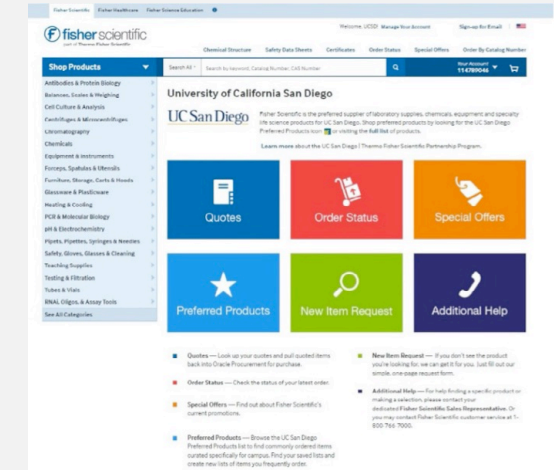 Fisher Scientific Fisher Healthcare Fisher Science Education
fisher scientific
part of Thermo Fisher Scientific
Welcome, UCSD! Manage Your Account Sign-up for Email
Chemical Structure Safety Data Sheets Certificates Order Status Special Offers Order By Catalog Number
Shop Products
Search All Search by keyword, Catalog Number, CAS Number
Your Account
Antibodies & Protein Biology
Balances, Scales & Weighing
Cell Culture & Analysis
Centrifuges & Microcentrifuges
Chromatography
Chemicals
Equipment & Instruments
Forceps, Spatulas & Utensils
Furniture, Storage, Carts & Hoods
Glassware & Plasticware
Heating & Cooling
PCR & Molecular Biology
pH & Electrochemistry
Pipets, Pipettes, Syringes & Needles
Safety, Gloves, Glasses & Cleaning
Teaching Supplies
Testing & Filtration
Tubes & Vials
RNAi, Oligos, & Assay Tools
See All Categories
University of California San Diego
UC San Diego
Fisher Scientific is the preferred supplier of laboratory supplies, chemicals, equipment and specialty
life science products for UC San Diego. Shop preferred products by looking for the UC San Diego
Preferred Products icon or visiting the full list of products.
Learn more about the UC San Diego | Thermo Fisher Scientific Partnership Program.
Quotes
Order Status
Special Offers
Preferred Products
New Item Request
Additional Help
Quotes — Look up your quotes and pull quoted items
back into Oracle Procurement for purchase.
Order Status — Check the status of your latest order.
Special Offers — Find out about Fisher Scientific's
current promotions.
Preferred Products — Browse the UC San Diego
Preferred Products list to find commonly ordered items
curated specifically for campus. Find your saved lists and
create new lists of items you frequently order.
New Item Request — If you don't see the product
you're looking for, we can get it for you. Just fill out our
simple, one-page request form.
Additional Help — For help finding a specific product or
making a selection, please contact your
dedicated Fisher Scientific Sales Representative. Or
you may contact Fisher Scientific customer service at 1-
800-766-7000.